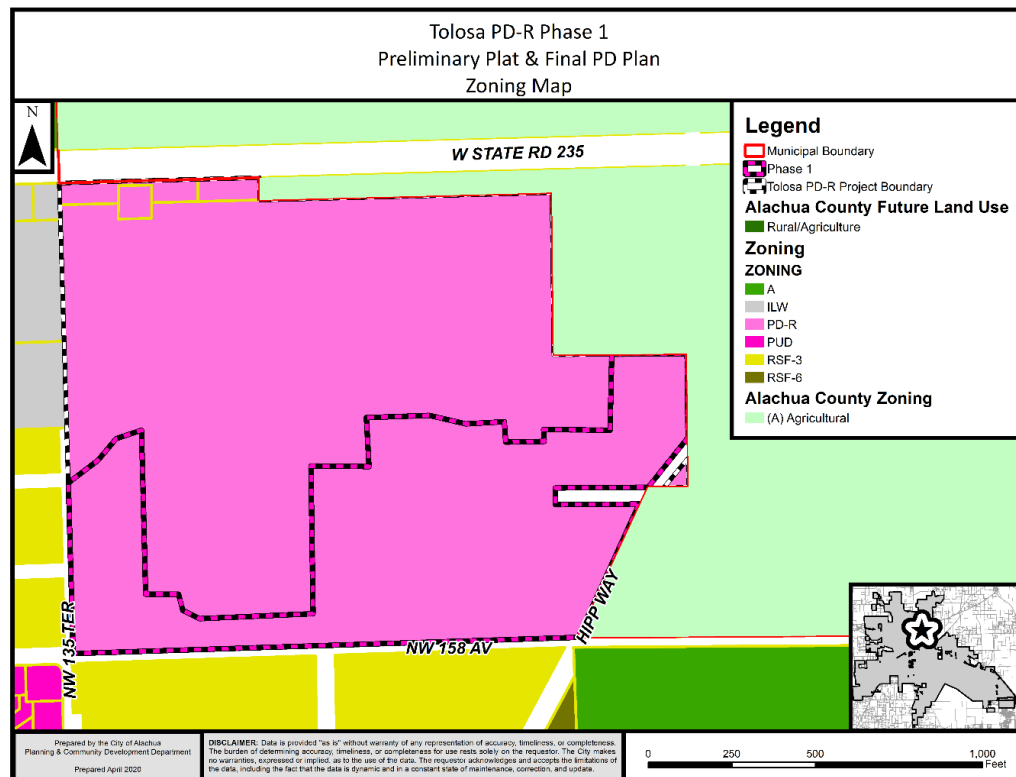 Tolosa PD-R Phase 1
Preliminary Plat & Final PD Plan
Zoning Map
N
W STATE RD 235
NW 135 TER
NW 158 AV
HIPP WAY
Legend
Municipal Boundary
Phase 1
Tolosa PD-R Project Boundary
Alachua County Future Land Use
Rural/Agriculture
Zoning
ZONING
A
ILW
PD-R
PUD
RSF-3
RSF-6
Alachua County Zoning
(A) Agricultural
Prepared by the City of Alachua
Planning & Community Development Department
Prepared April 2020
DISCLAIMER: Data is provided "as is" without warranty of any representation of accuracy, timeliness, or completeness.
The burden of determining accuracy, timeliness, or completeness for use rests solely on the requestor. The City makes
no warranties, expressed or implied, as to the use of the data. The requestor acknowledges and accepts the limitations of
the data, including the fact that the data is dynamic and in a constant state of maintenance, correction, and update.
0 250 500 1,000
Feet